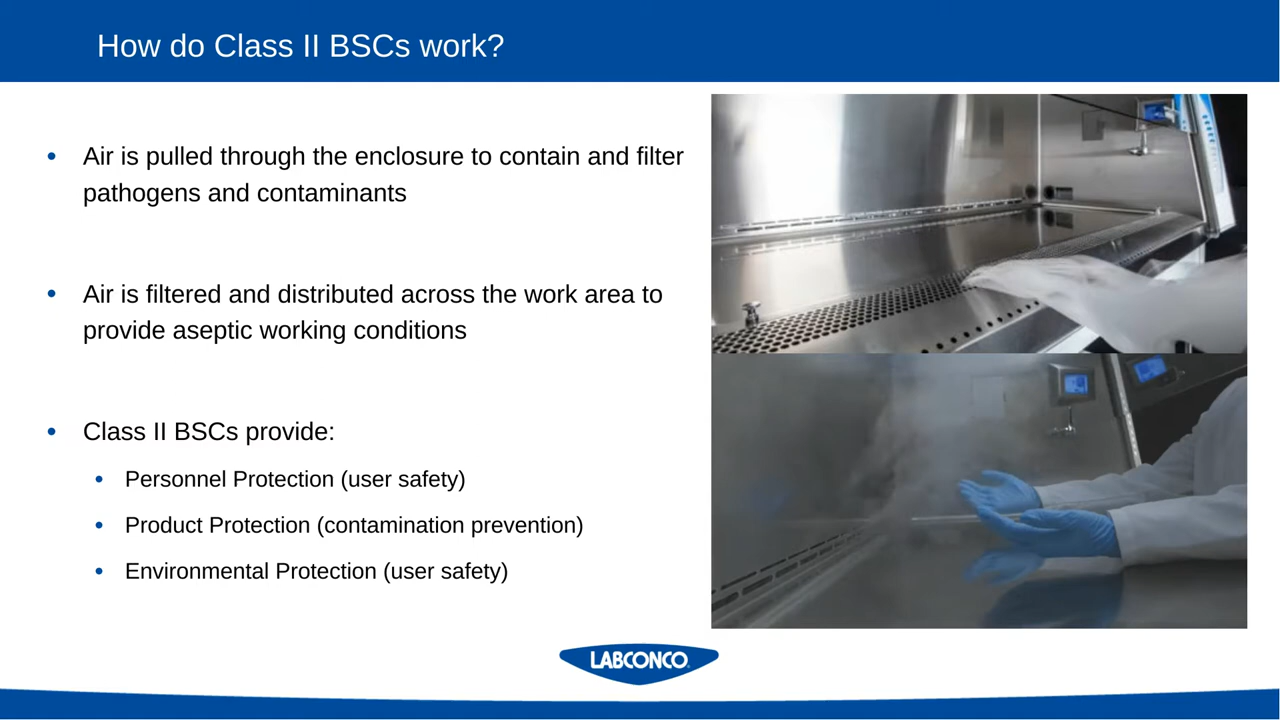 How do Class II BSCs work?
• Air is pulled through the enclosure to contain and filter
pathogens and contaminants
• Air is filtered and distributed across the work area to
provide aseptic working conditions
• Class II BSCs provide:
• Personnel Protection (user safety)
• Product Protection (contamination prevention)
• Environmental Protection (user safety)
LABCONCO